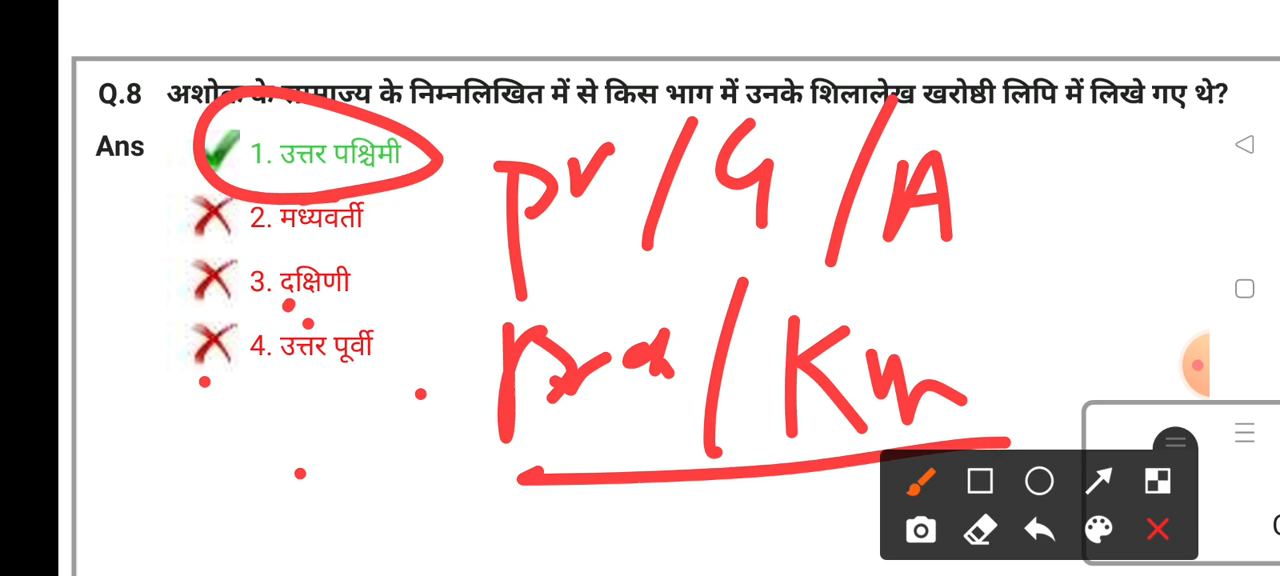 Q.8 अशोक के साम्राज्य के निम्नलिखित में से किस भाग में उनके शिलालेख खरोष्ठी लिपि में लिखे गए थे?
Ans 1. उत्तर पश्चिमी
2. मध्यवर्ती
3. दक्षिणी
4. उत्तर पूर्वी
pr / G / A
/ Km